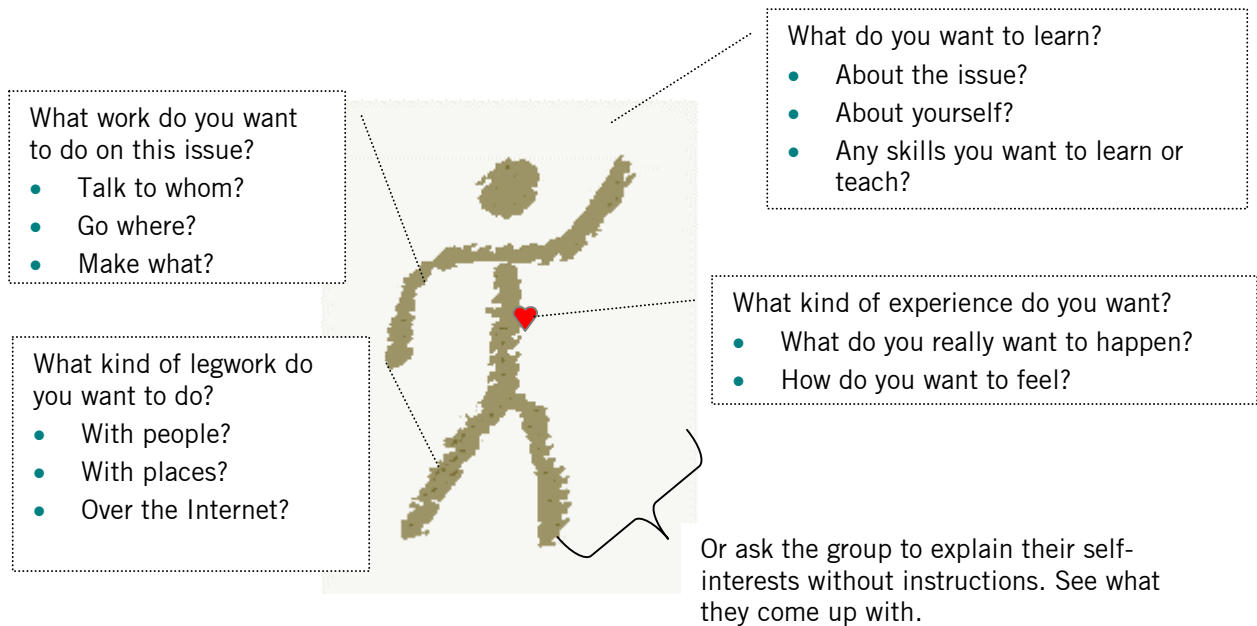 What work do you want
to do on this issue?
• Talk to whom?
• Go where?
• Make what?
What kind of legwork do
you want to do?
• With people?
• With places?
• Over the Internet?
What do you want to learn?
• About the issue?
• About yourself?
• Any skills you want to learn or
teach?
What kind of experience do you want?
• What do you really want to happen?
• How do you want to feel?
Or ask the group to explain their self-
interests without instructions. See what
they come up with.